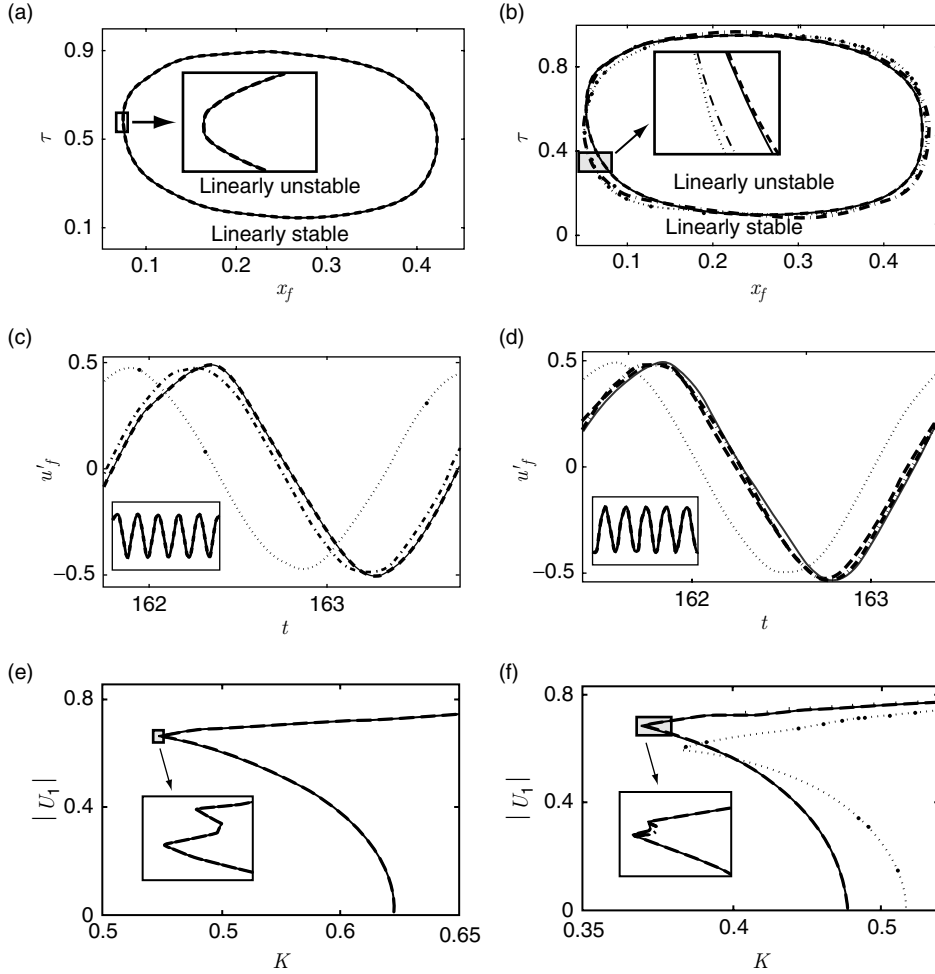 (a)
0.9
τ
0.5
0.1
Linearly unstable
Linearly stable
0.1
0.2
0.3
0.4
x_f
(b)
0.8
τ
0.4
0
Linearly unstable
Linearly stable
0.1
0.2
0.3
0.4
x_f
(c)
0.5
u'_f
0
−0.5
162
163
t
(d)
0.5
u'_f
0
−0.5
162
163
t
(e)
0.8
| U_1 |
0.4
0
0.5
0.5
0.6
0.65
K
(f)
0.8
| U_1 |
0.4
0
0.35
0.4
0.5
K